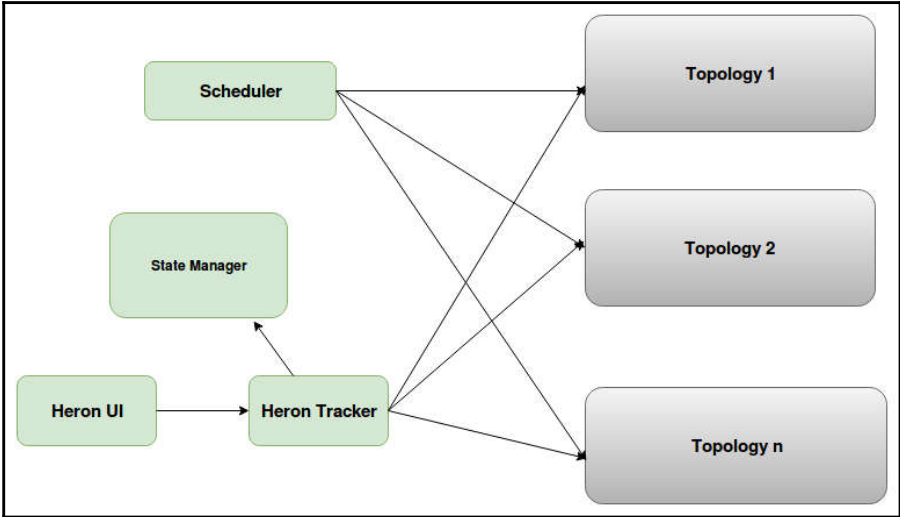 Scheduler
Topology 1
State Manager
Topology 2
Heron UI
Heron Tracker
Topology n